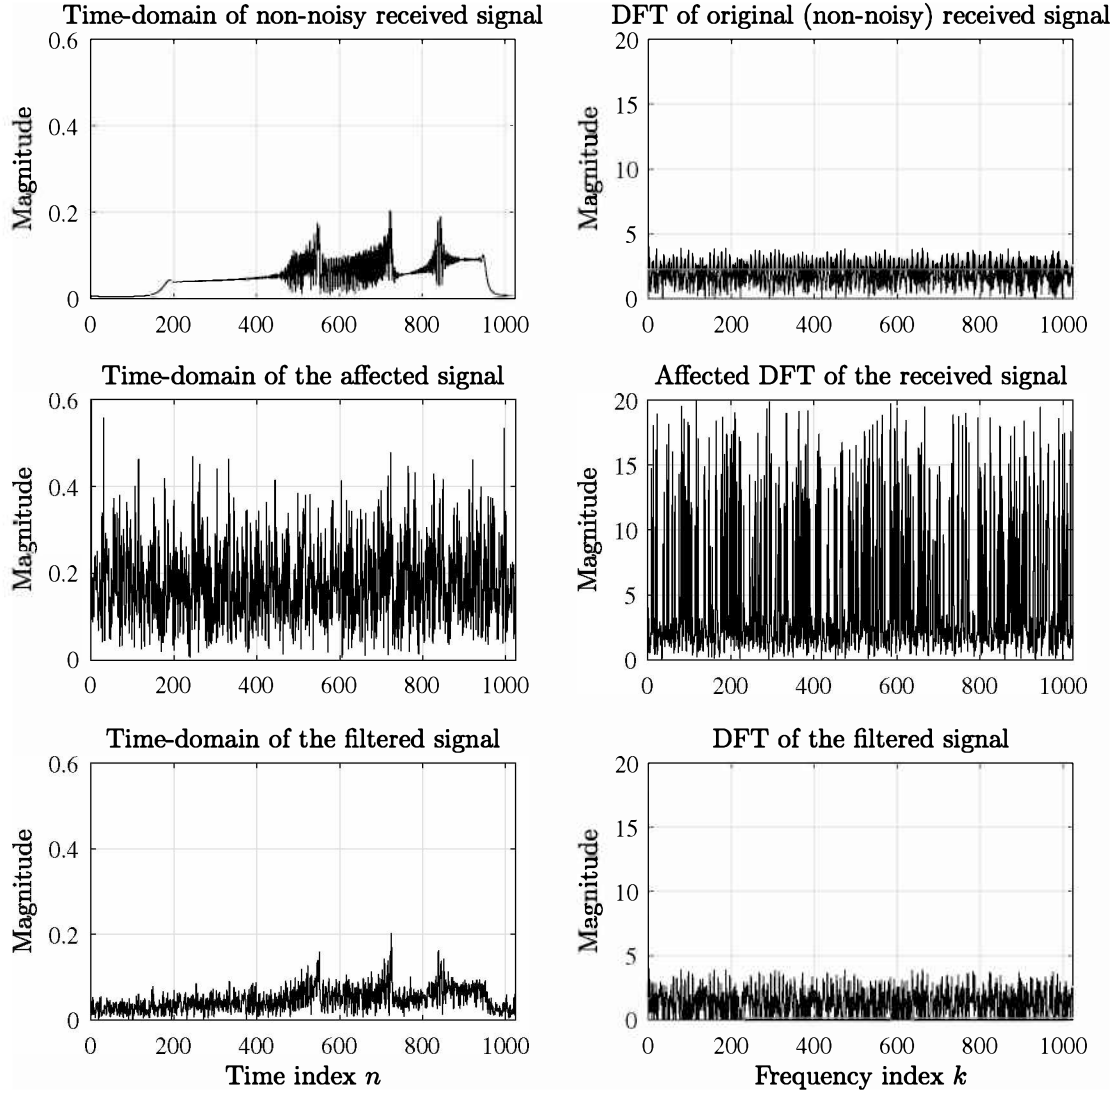 Time-domain of non-noisy received signal
DFT of original (non-noisy) received signal
0.6
0.4
0.2
0
Magnitude
0 200 400 600 800 1000
20
15
10
5
0
Magnitude
0 200 400 600 800 1000
Time-domain of the affected signal
Affected DFT of the received signal
0.6
0.4
0.2
0
Magnitude
0 200 400 600 800 1000
20
15
10
5
0
Magnitude
0 200 400 600 800 1000
Time-domain of the filtered signal
DFT of the filtered signal
0.6
0.4
0.2
0
Magnitude
0 200 400 600 800 1000
Time index n
20
15
10
5
0
Magnitude
0 200 400 600 800 1000
Frequency index k